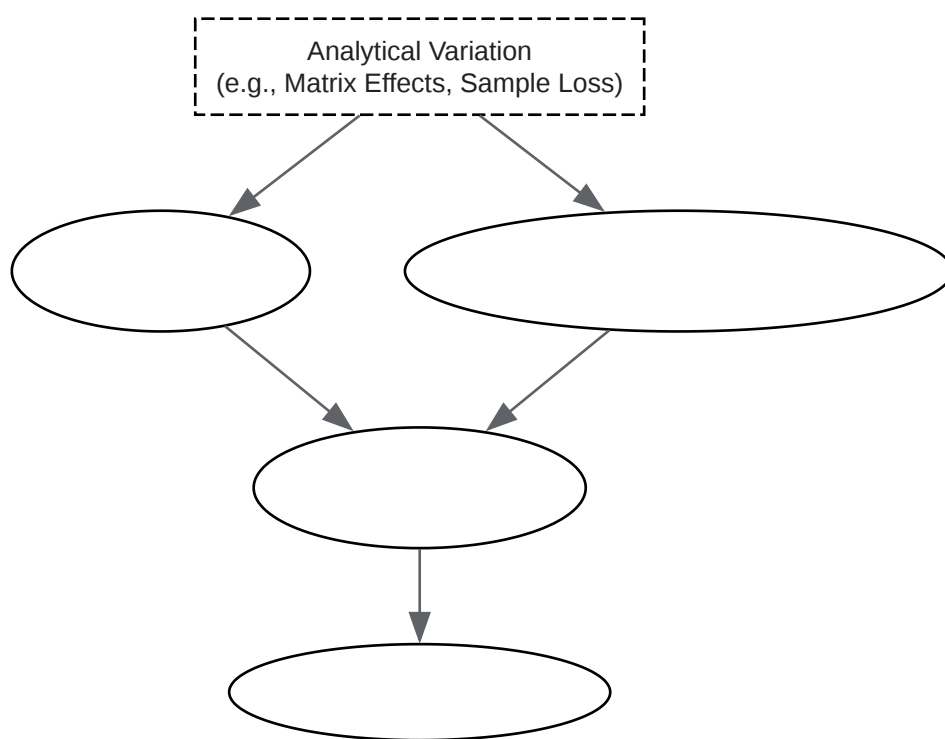 Analytical Variation
(e.g., Matrix Effects, Sample Loss)